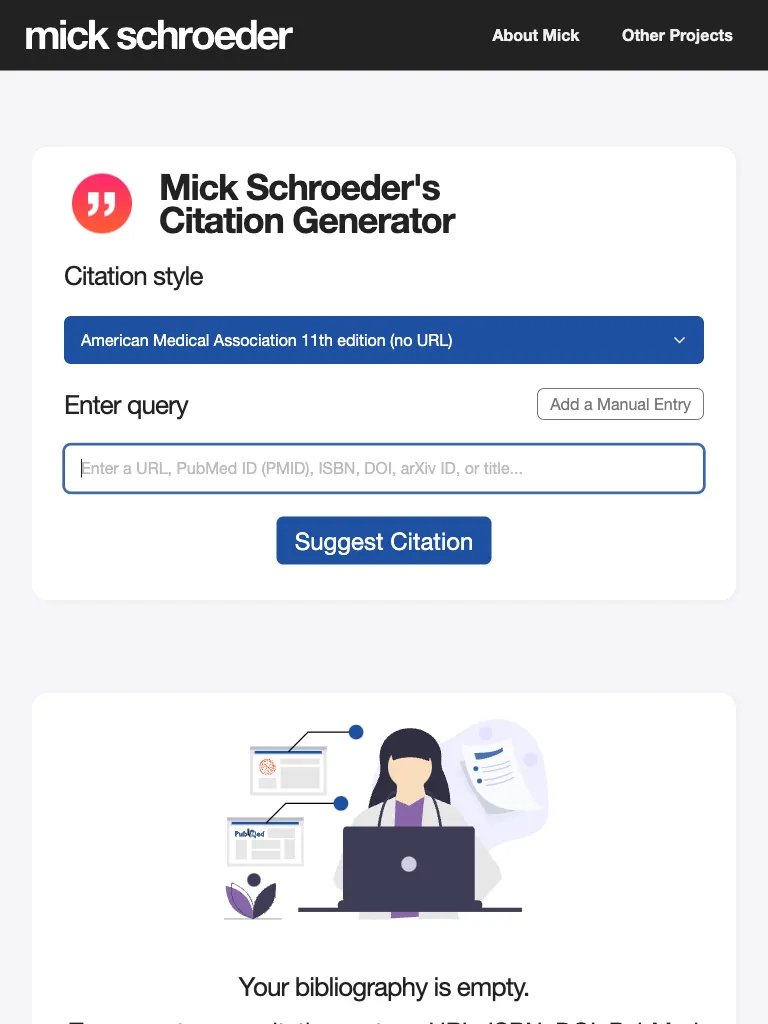 mick schroeder
About Mick
Other Projects
Mick Schroeder's
Citation Generator
Citation style
American Medical Association 11th edition (no URL)
Enter query
Add a Manual Entry
Enter a URL, PubMed ID (PMID), ISBN, DOI, arXiv ID, or title...
Suggest Citation
PubMed
Your bibliography is empty.